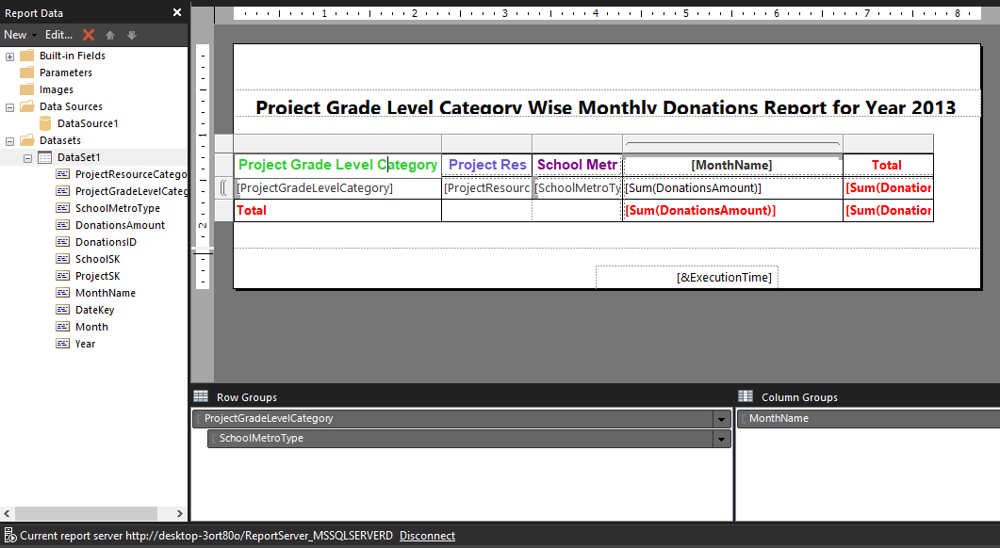 Report Data
New Edit...
Built-in Fields
Parameters
Images
Data Sources
DataSource1
Datasets
DataSet1
ProjectResourceCatego
ProjectGradeLevelCateg
SchoolMetroType
DonationsAmount
DonationsID
SchoolSK
ProjectSK
MonthName
DateKey
Month
Year
1 2 3 4 5 6 7 8
1
2
Project Grade Level Category Wise Monthly Donations Report for Year 2013
Project Grade Level Category Project Res School Metr [MonthName] Total
[ProjectGradeLevelCategory] [ProjectResourc [SchoolMetroTy [Sum(DonationsAmount)] [Sum(Donation
Total [Sum(DonationsAmount)] [Sum(Donation
[&ExecutionTime]
Row Groups Column Groups
ProjectGradeLevelCategory MonthName
SchoolMetroType
Current report server http://desktop-3ort80o/ReportServer_MSSQLSERVERD Disconnect